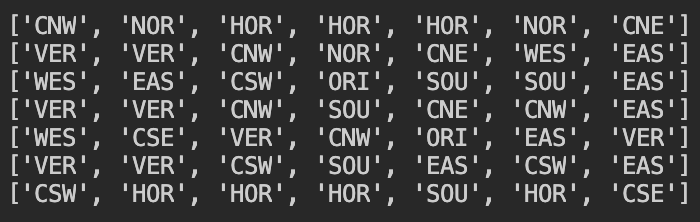 ['CNW', 'NOR', 'HOR', 'HOR', 'HOR', 'NOR', 'CNE']
['VER', 'VER', 'CNW', 'NOR', 'CNE', 'WES', 'EAS']
['WES', 'EAS', 'CSW', 'ORI', 'SOU', 'SOU', 'EAS']
['VER', 'VER', 'CNW', 'SOU', 'CNE', 'CNW', 'EAS']
['WES', 'CSE', 'VER', 'CNW', 'ORI', 'EAS', 'VER']
['VER', 'VER', 'CSW', 'SOU', 'EAS', 'CSW', 'EAS']
['CSW', 'HOR', 'HOR', 'HOR', 'SOU', 'HOR', 'CSE']